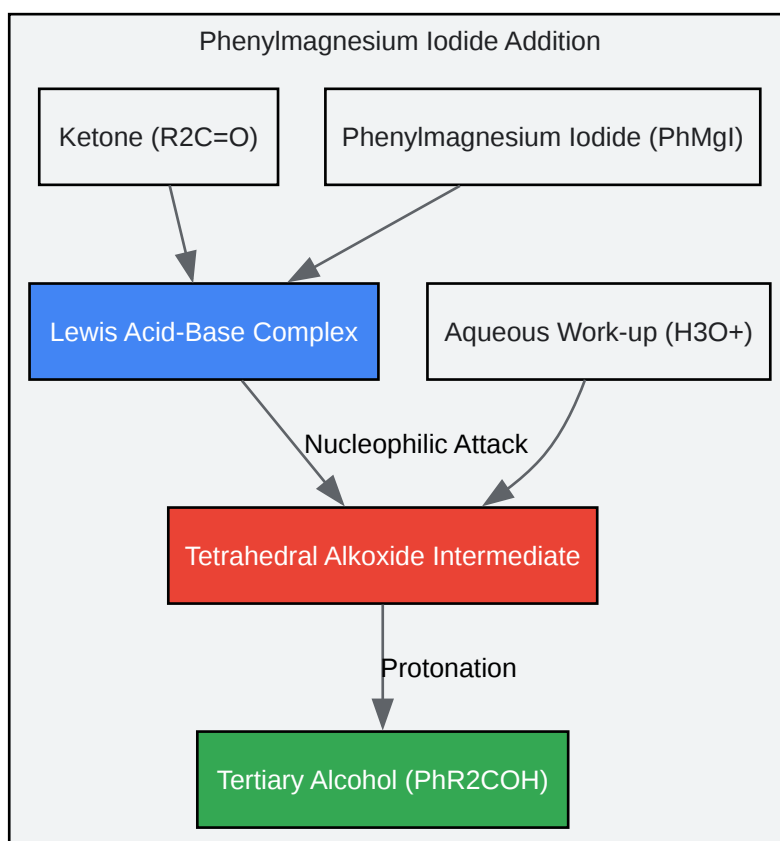 Phenylmagnesium Iodide Addition
Ketone (R2C=O)
Phenylmagnesium Iodide (PhMgI)
Lewis Acid-Base Complex
Aqueous Work-up (H3O+)
Nucleophilic Attack
Tetrahedral Alkoxide Intermediate
Protonation
Tertiary Alcohol (PhR2COH)